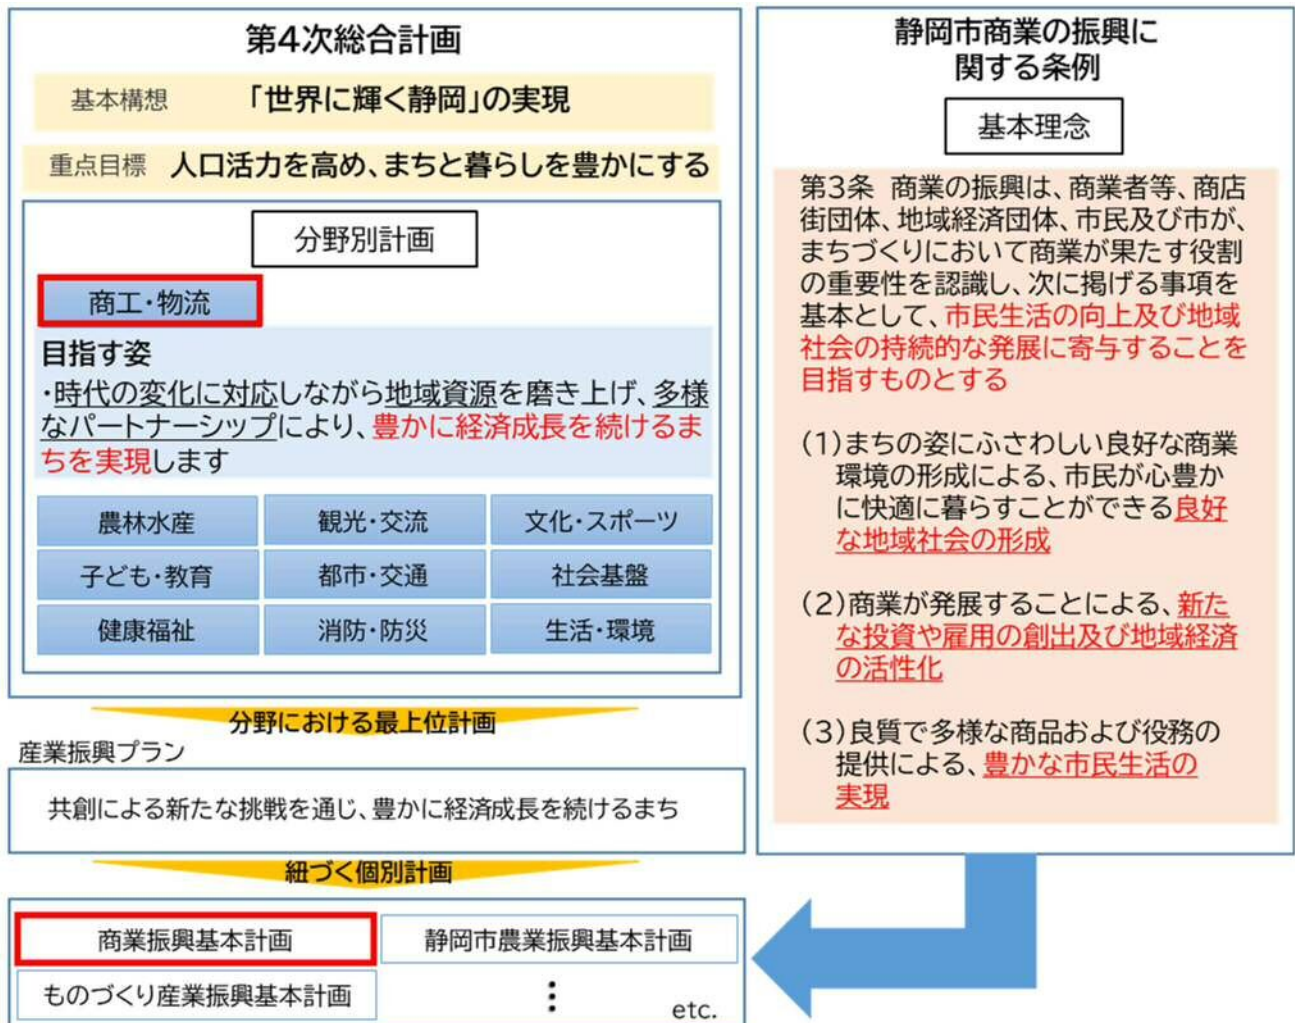 第4次総合計画
基本構想 「世界に輝く静岡」の実現
重点目標 人口活力を高め、まちと暮らしを豊かにする
分野別計画
商工・物流
目指す姿
・時代の変化に対応しながら地域資源を磨き上げ、多様
なパートナーシップにより、豊かに経済成長を続けるま
ちを実現します
農林水産 観光・交流 文化・スポーツ
子ども・教育 都市・交通 社会基盤
健康福祉 消防・防災 生活・環境
分野における最上位計画
産業振興プラン
共創による新たな挑戦を通じ、豊かに経済成長を続けるまち
紐づく個別計画
商業振興基本計画 静岡市農業振興基本計画
ものづくり産業振興基本計画 ⋮ etc.
静岡市商業の振興に
関する条例
基本理念
第3条 商業の振興は、商業者等、商店
街団体、地域経済団体、市民及び市が、
まちづくりにおいて商業が果たす役割
の重要性を認識し、次に掲げる事項を
基本として、市民生活の向上及び地域
社会の持続的な発展に寄与することを
目指すものとする
(1)まちの姿にふさわしい良好な商業
環境の形成による、市民が心豊か
に快適に暮らすことができる良好
な地域社会の形成
(2)商業が発展することによる、新た
な投資や雇用の創出及び地域経済
の活性化
(3)良質で多様な商品および役務の
提供による、豊かな市民生活の
実現